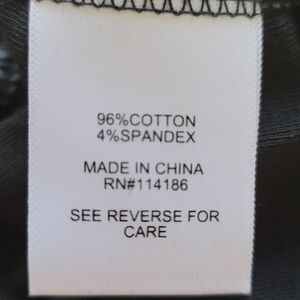 96%COTTON
4%SPANDEX
MADE IN CHINA
RN#114186
SEE REVERSE FOR
CARE